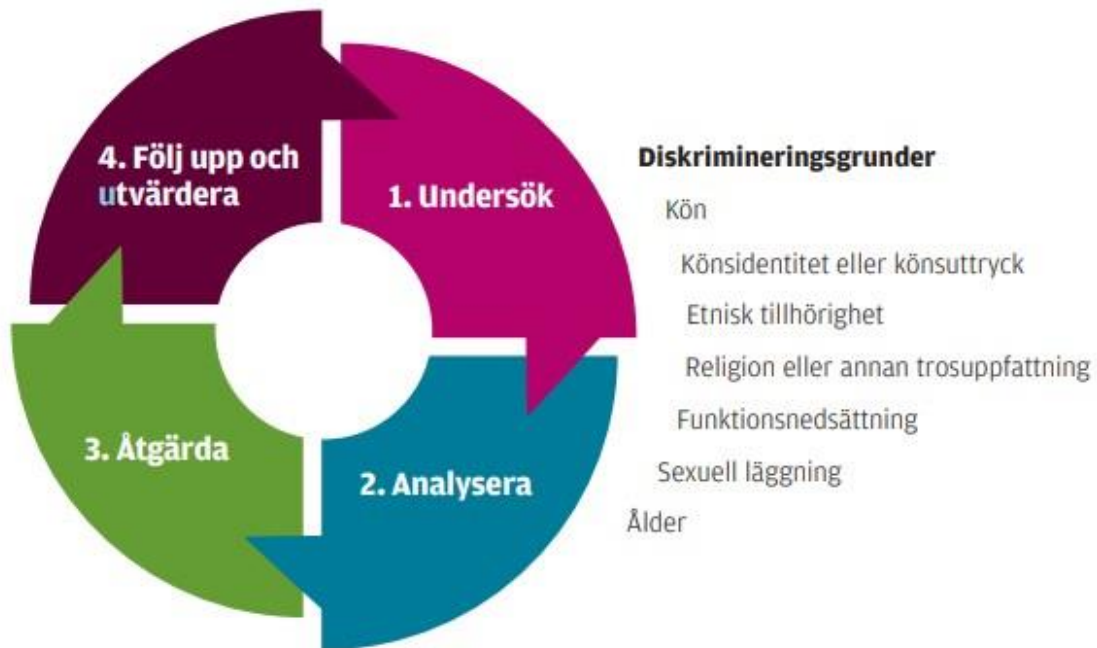 4. Följ upp och
utvärdera
1. Undersök
3. Åtgärda
2. Analysera
Diskrimineringsgrunder
Kön
Könsidentitet eller könsuttryck
Etnisk tillhörighet
Religion eller annan trosuppfattning
Funktionsnedsättning
Sexuell läggning
Ålder